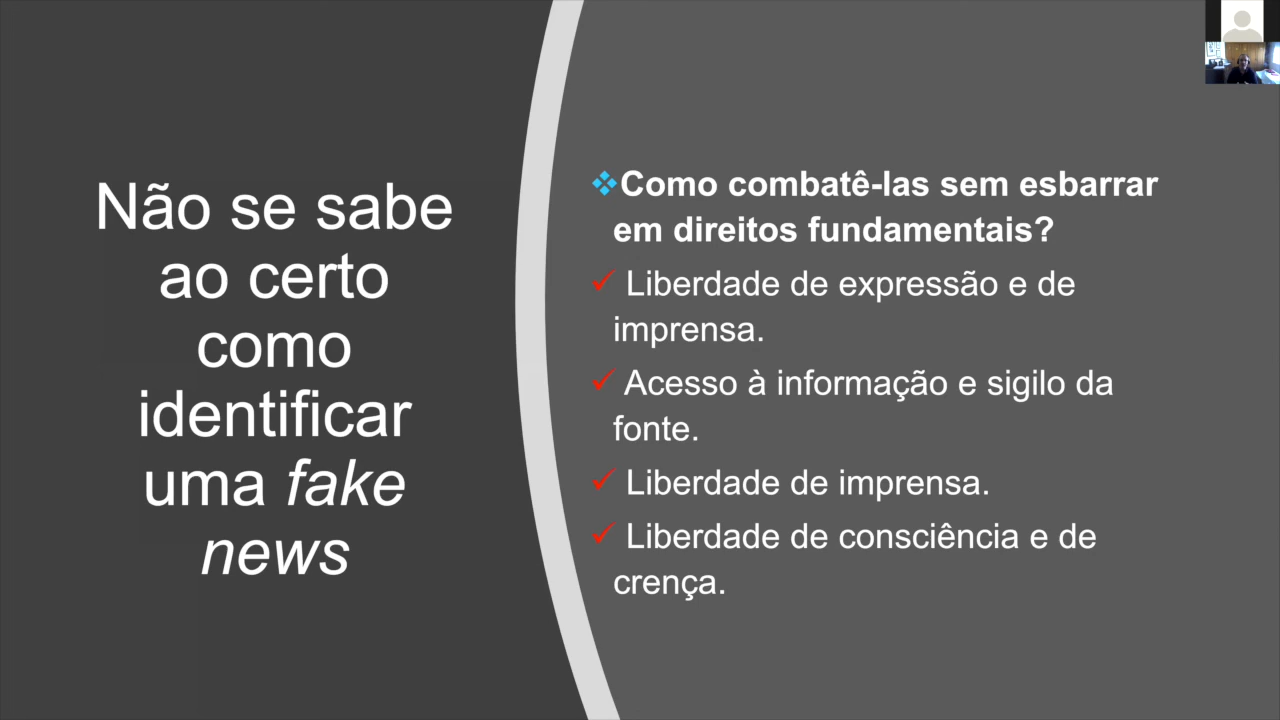 Não se sabe
ao certo
como
identificar
uma fake
news
Como combatê-las sem esbarrar
em direitos fundamentais?
Liberdade de expressão e de
imprensa.
Acesso à informação e sigilo da
fonte.
Liberdade de imprensa.
Liberdade de consciência e de
crença.